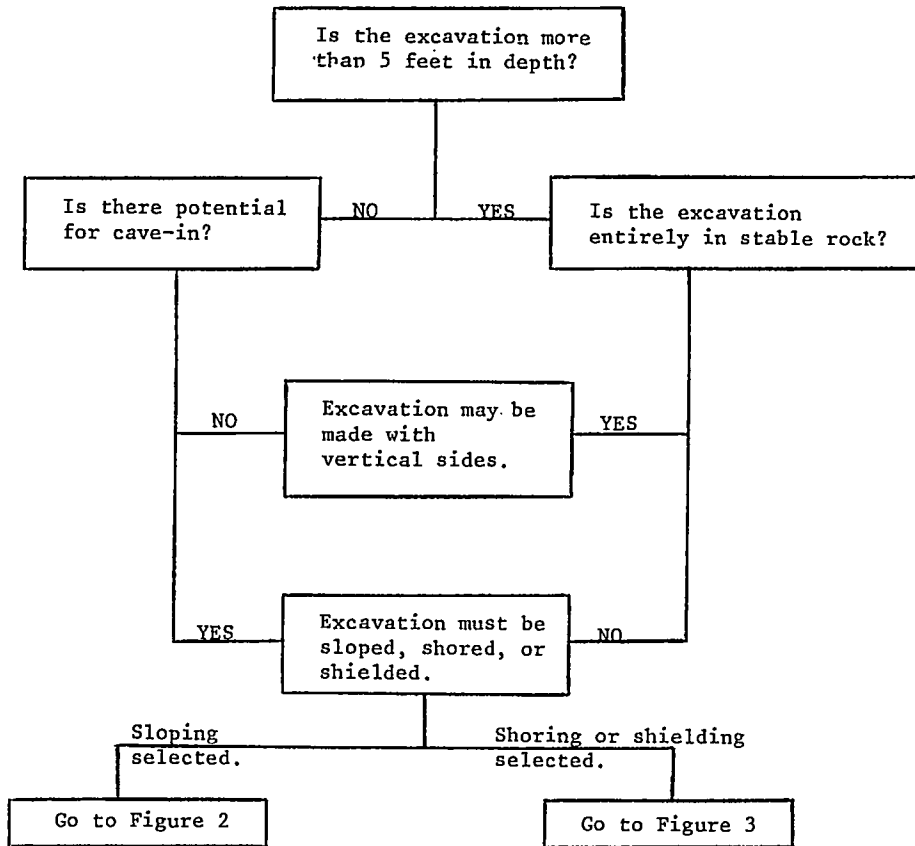 Is the excavation more
than 5 feet in depth?
Is there potential
for cave-in?
NO
YES
Is the excavation
entirely in stable rock?
NO
Excavation may be
made with
vertical sides.
YES
YES
Excavation must be
sloped, shored, or
shielded.
NO
Sloping
selected.
Shoring or shielding
selected.
Go to Figure 2
Go to Figure 3